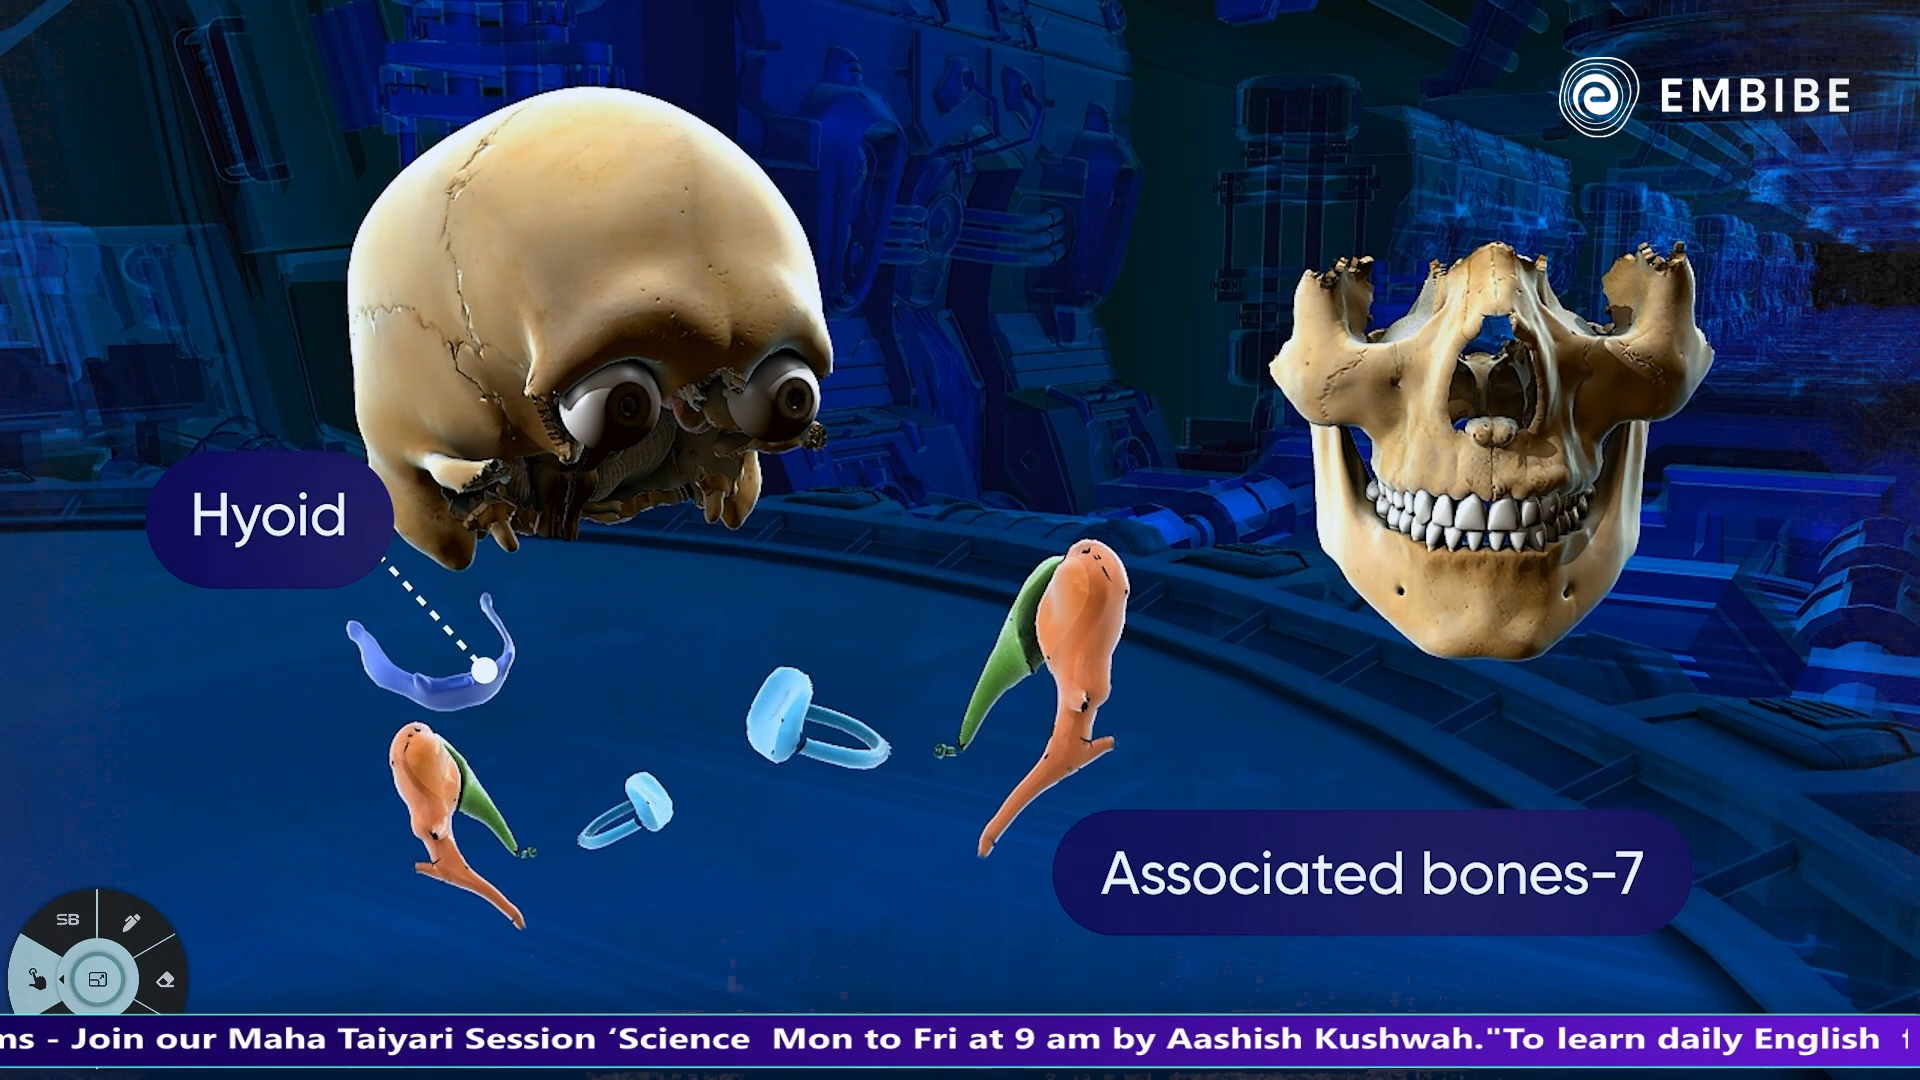 EMBIBE
Hyoid
Associated bones-7
SB
ms - Join our Maha Taiyari Session ‘Science  Mon to Fri at 9 am by Aashish Kushwah."To learn daily English